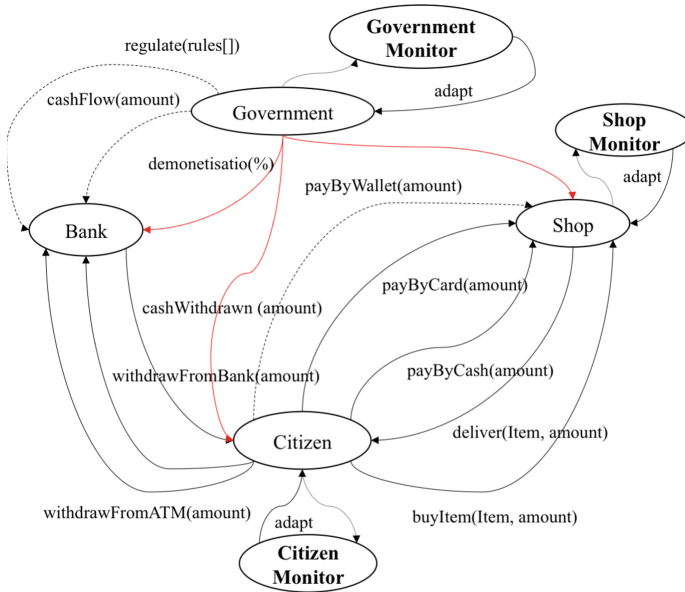 Government
Monitor
regulate(rules[])
cashFlow(amount)
adapt
Government
Shop
Monitor
demonetisatio(%)
payByWallet(amount)
adapt
Bank
Shop
payByCard(amount)
cashWithdrawn (amount)
withdrawFromBank(amount)
payByCash(amount)
Citizen
deliver(Item, amount)
withdrawFromATM(amount)
adapt
buyItem(Item, amount)
Citizen
Monitor